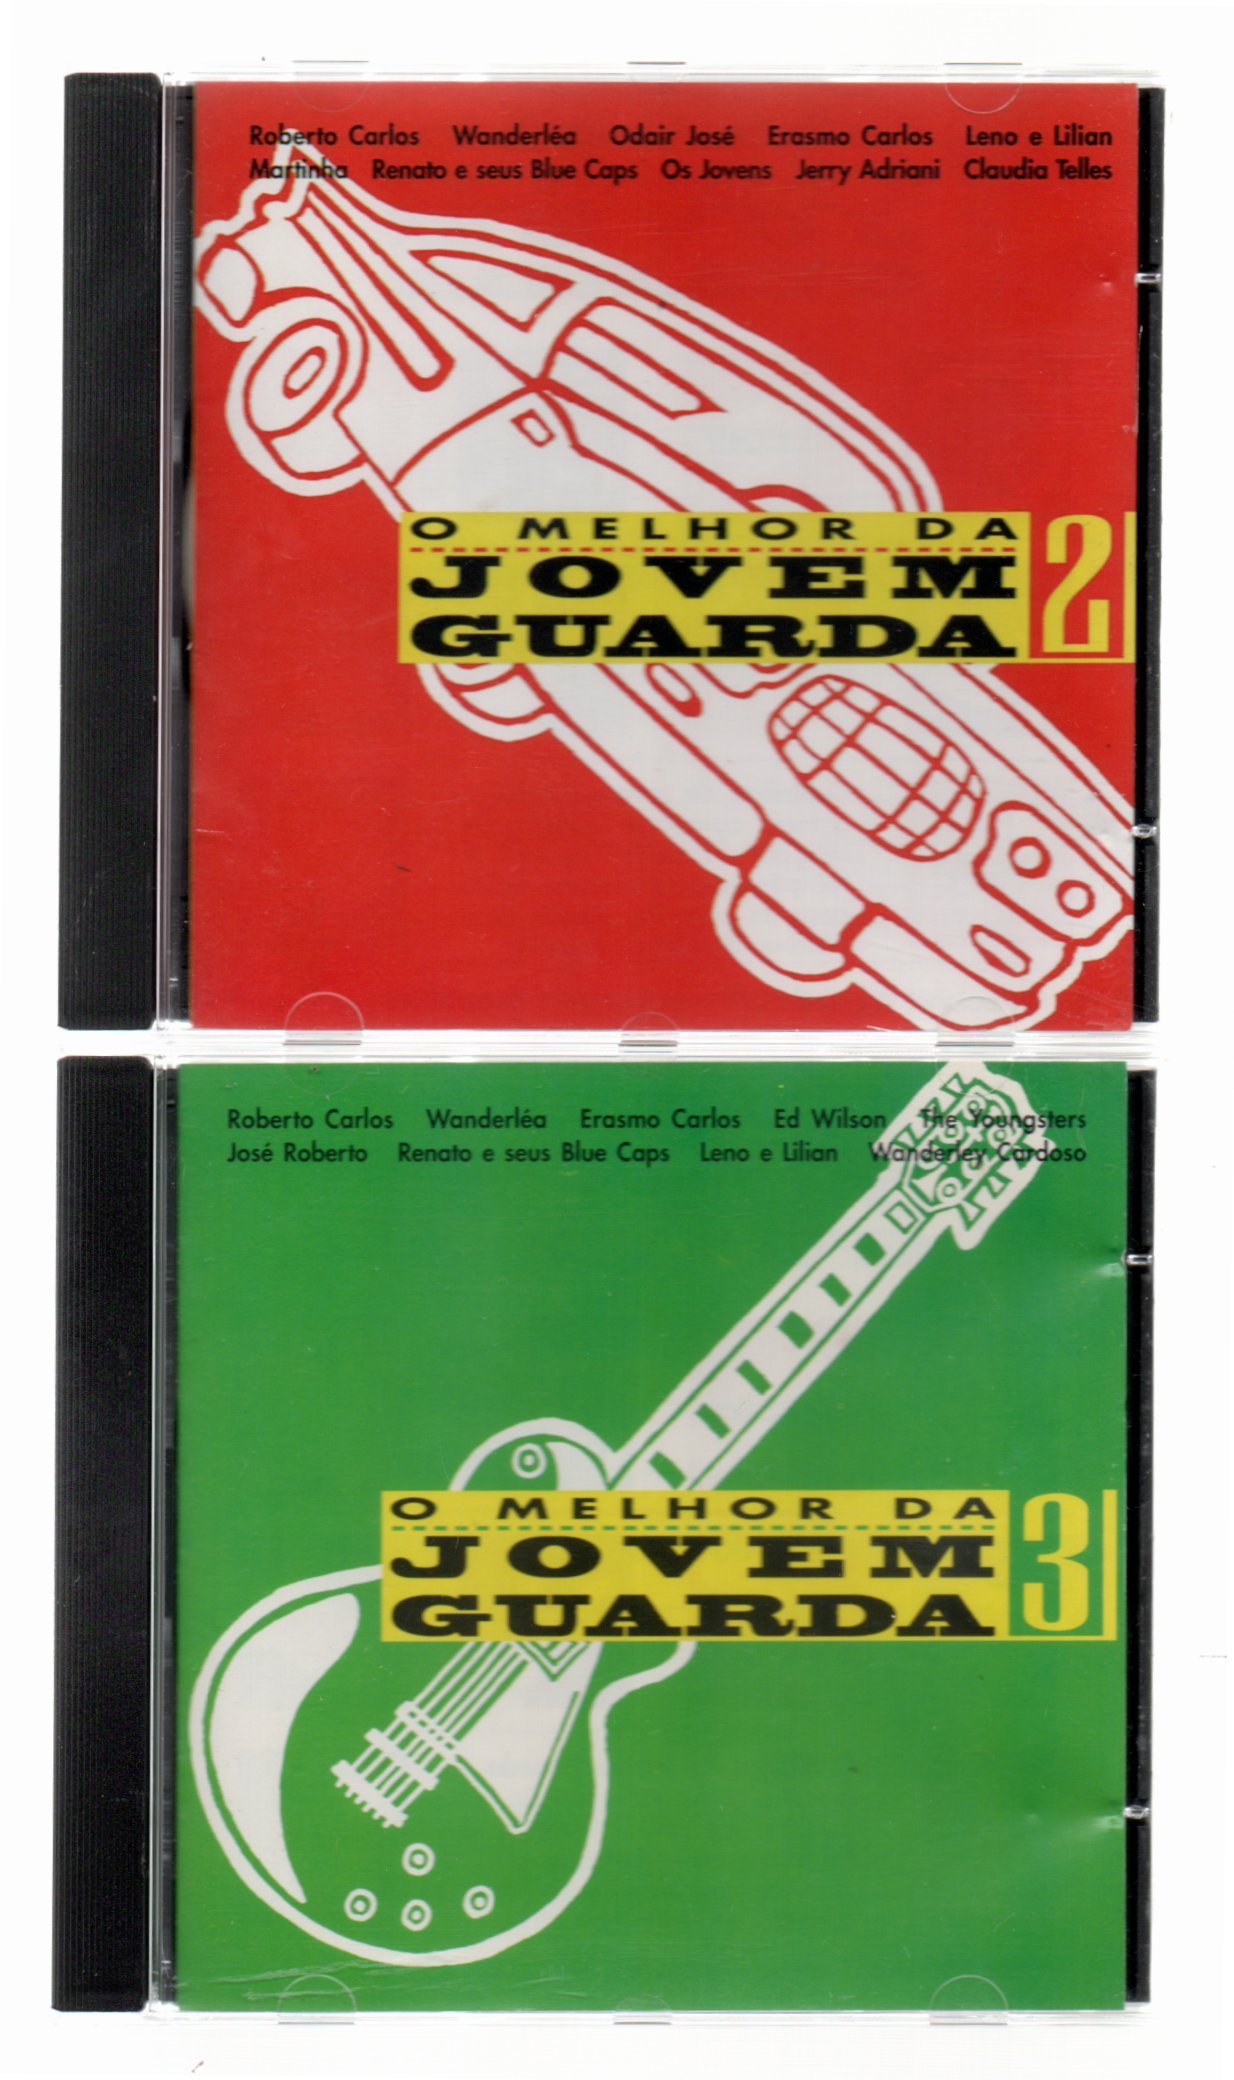 Roberto Carlos Wanderléa Odair José Erasmo Carlos Leno e Lilian
Martinha Renato e seus Blue Caps Os Jovens Jerry Adriani Claudia Telles
O MELHOR DA
JOVEM
GUARDA
2
Roberto Carlos Wanderléa Erasmo Carlos Ed Wilson The Youngsters
José Roberto Renato e seus Blue Caps Leno e Lilian Wanderley Cardoso
O MELHOR DA
JOVEM
GUARDA
3